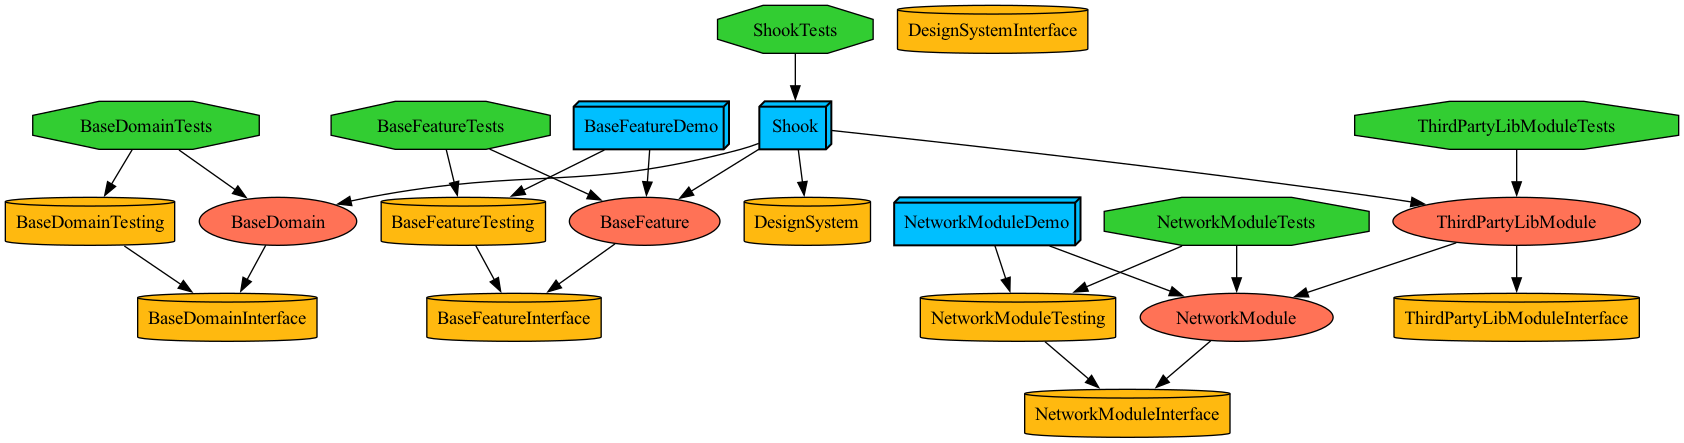 ShookTests
DesignSystemInterface
BaseDomainTests
BaseFeatureTests
BaseFeatureDemo
Shook
ThirdPartyLibModuleTests
BaseDomainTesting
BaseDomain
BaseFeatureTesting
BaseFeature
DesignSystem
NetworkModuleDemo
NetworkModuleTests
ThirdPartyLibModule
BaseDomainInterface
BaseFeatureInterface
NetworkModuleTesting
NetworkModule
ThirdPartyLibModuleInterface
NetworkModuleInterface